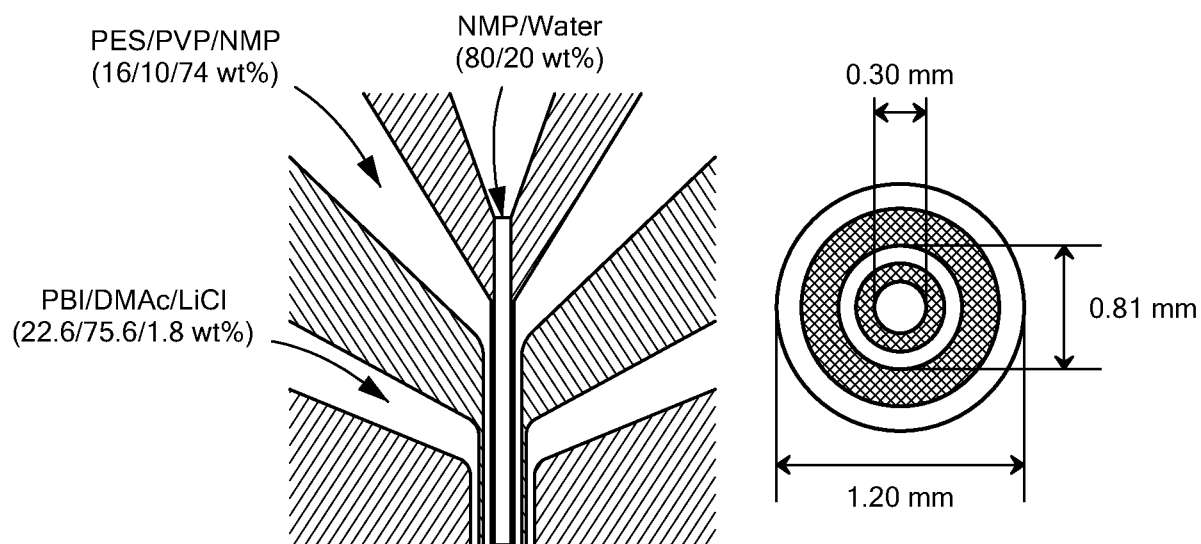 PES/PVP/NMP
(16/10/74 wt%)
NMP/Water
(80/20 wt%)
PBI/DMAc/LiCl
(22.6/75.6/1.8 wt%)
0.30 mm
0.81 mm
1.20 mm